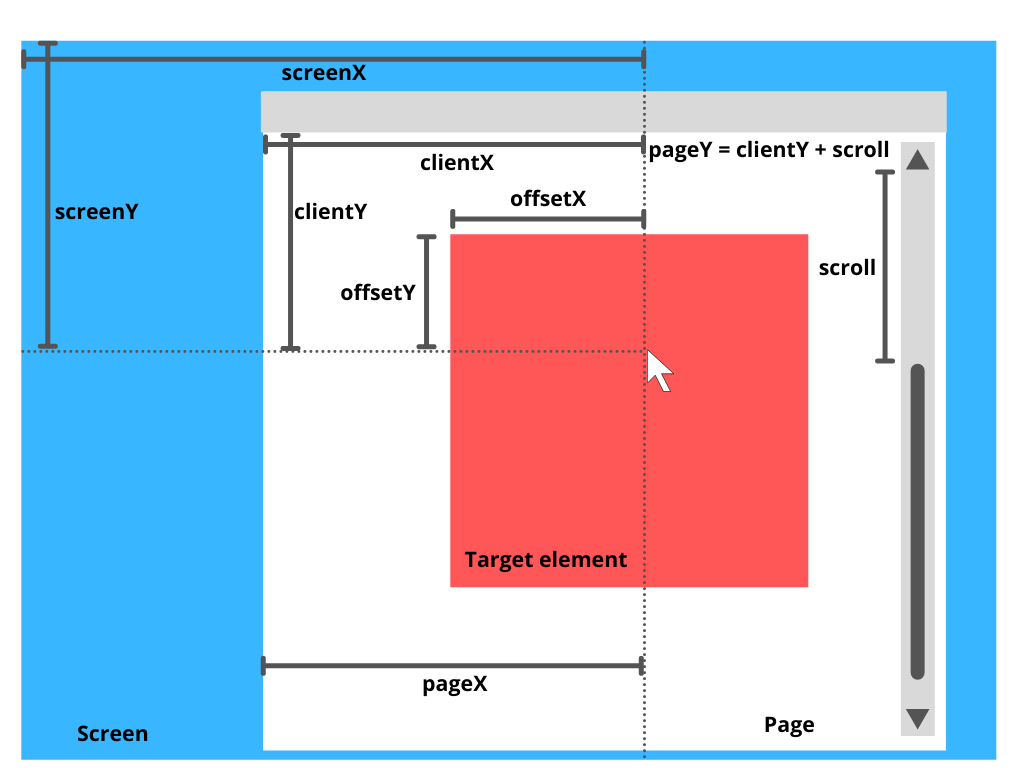 screenX
pageY = clientY + scroll
clientX
offsetX
screenY
clientY
scroll
offsetY
Target element
pageX
Page
Screen